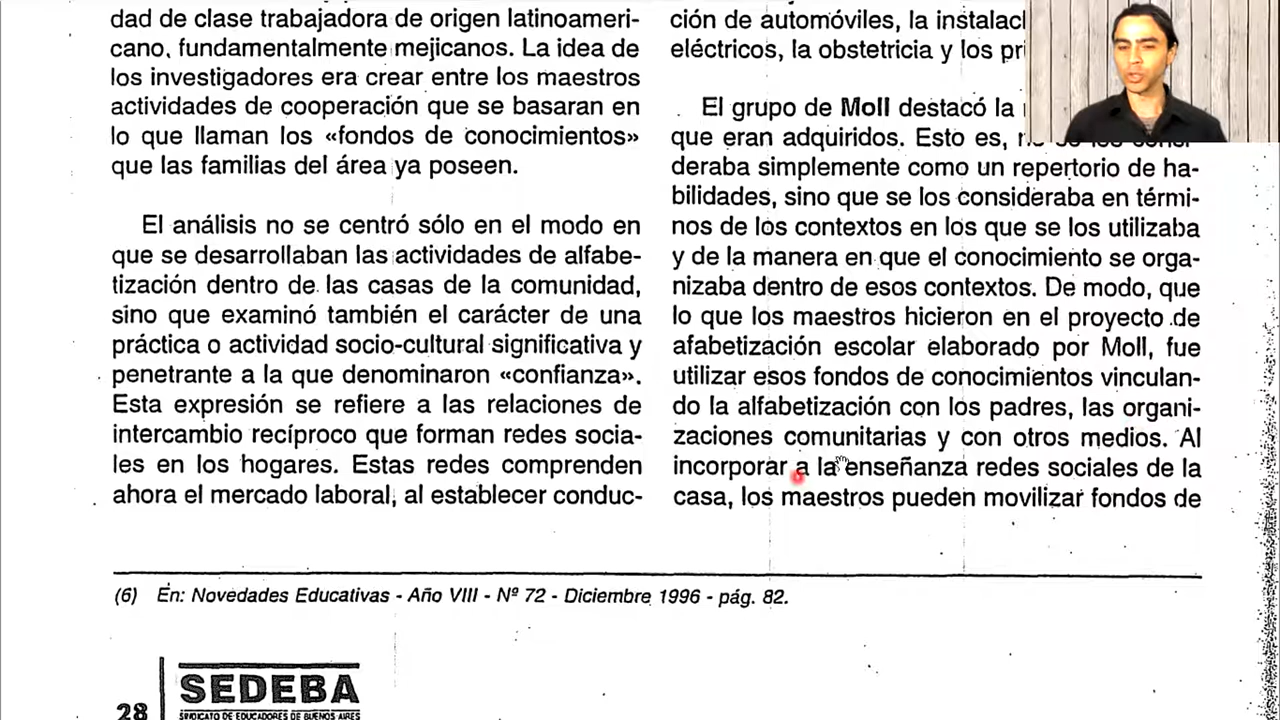 dad de clase trabajadora de origen latinoameri-
cano, fundamentalmente mejicanos. La idea de
los investigadores era crear entre los maestros
actividades de cooperación que se basaran en
lo que llaman los «fondos de conocimientos»
que las familias del área ya poseen.
El análisis no se centró sólo en el modo en
que se desarrollaban las actividades de alfabe-
tización dentro de las casas de la comunidad,
sino que examinó también el carácter de una
práctica o actividad socio-cultural significativa y
penetrante a la que denominaron «confianza».
Esta expresión se refiere a las relaciones de
intercambio recíproco que forman redes socia-
les en los hogares. Estas redes comprenden
ahora el mercado laboral, al establecer conduc-
ción de automóviles, la
eléctricos, la obstetricia y los
El grupo de Moll destacó la
que eran adquiridos. Esto es,
deraba simplemente como un repertorio de ha-
bilidades, sino que se los consideraba en térmi-
nos de los contextos en los que se los utilizaba
y de la manera en que el conocimiento se orga-
nizaba dentro de esos contextos. De modo, que
lo que los maestros hicieron en el proyecto de
afabetización escolar elaborado por Moll, fue
utilizar esos fondos de conocimientos vinculan-
do la alfabetización con los padres, las organi-
zaciones comunitarias y con otros medios. Al
incorporar a la enseñanza redes sociales de la
casa, los maestros pueden movilizar fondos de
(6) En: Novedades Educativas - Año VIII - Nº 72 - Diciembre 1996 - pág. 82.
28
SEDEBA
SINDICATO DE EDUCADORES DE BUENOS AIRES